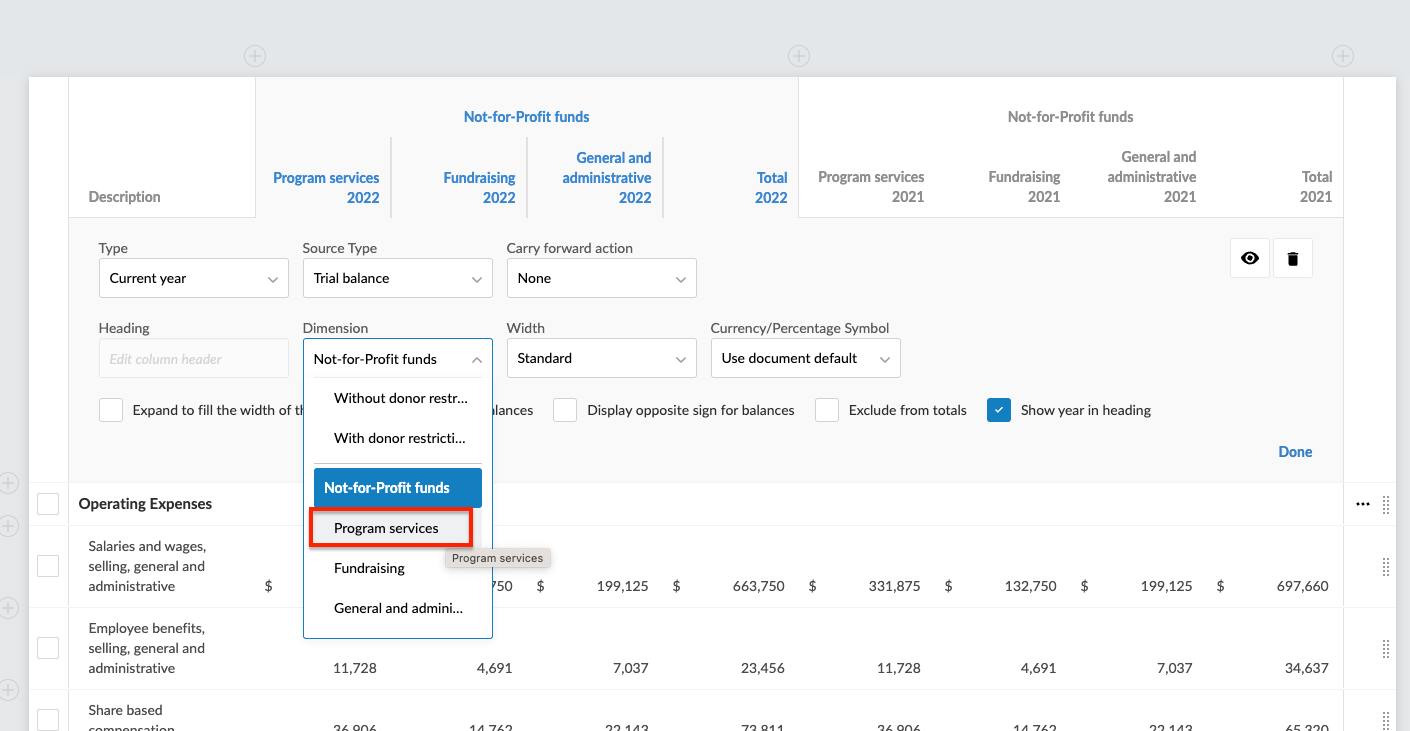 Not-for-Profit funds
Not-for-Profit funds
Description
Program services
2022
Fundraising
2022
General and
administrative
2022
Total
2022
Program services
2021
Fundraising
2021
General and
administrative
2021
Total
2021
Type
Source Type
Carry forward action
Current year
Trial balance
None
Heading
Dimension
Width
Currency/Percentage Symbol
Edit column header
Not-for-Profit funds
Standard
Use document default
Without donor restr...
With donor restricti...
Not-for-Profit funds
Program services
Program services
Fundraising
General and admini...
Expand to fill the width of
Display opposite sign for balances
Exclude from totals
Show year in heading
Done
Operating Expenses
Salaries and wages,
selling, general and
administrative
$ 750 $ 199,125 $ 663,750 $ 331,875 $ 132,750 $ 199,125 $ 697,660
Employee benefits,
selling, general and
administrative
11,728 4,691 7,037 23,456 11,728 4,691 7,037 34,637
Share based
compensation
36,906 14,762 22,143 73,811 36,906 14,762 22,143 65,320